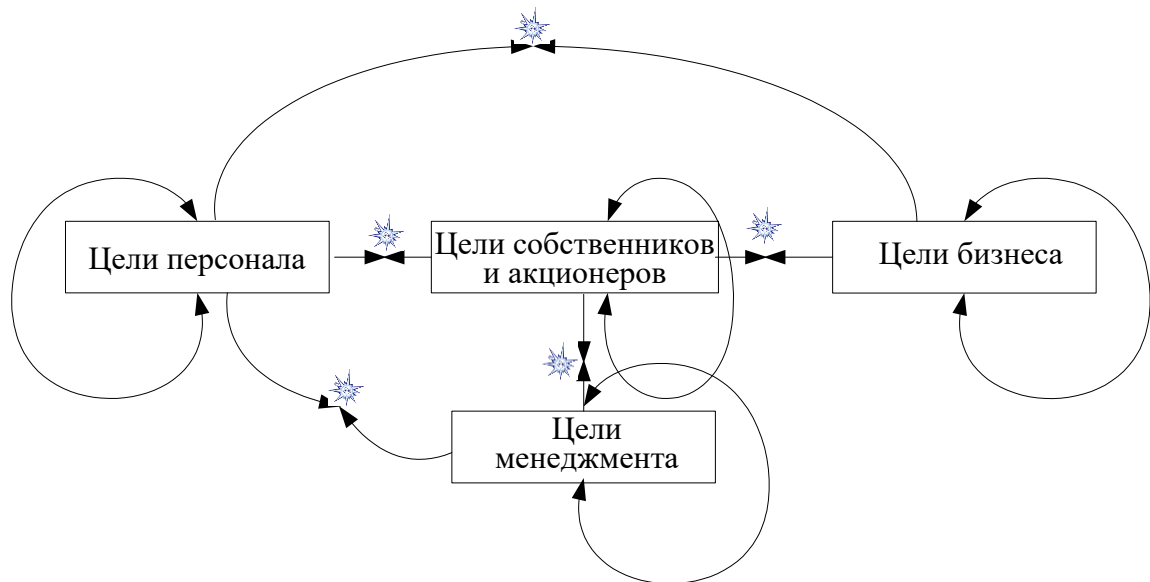 Цели персонала
Цели собственников
и акционеров
Цели бизнеса
Цели
менеджмента